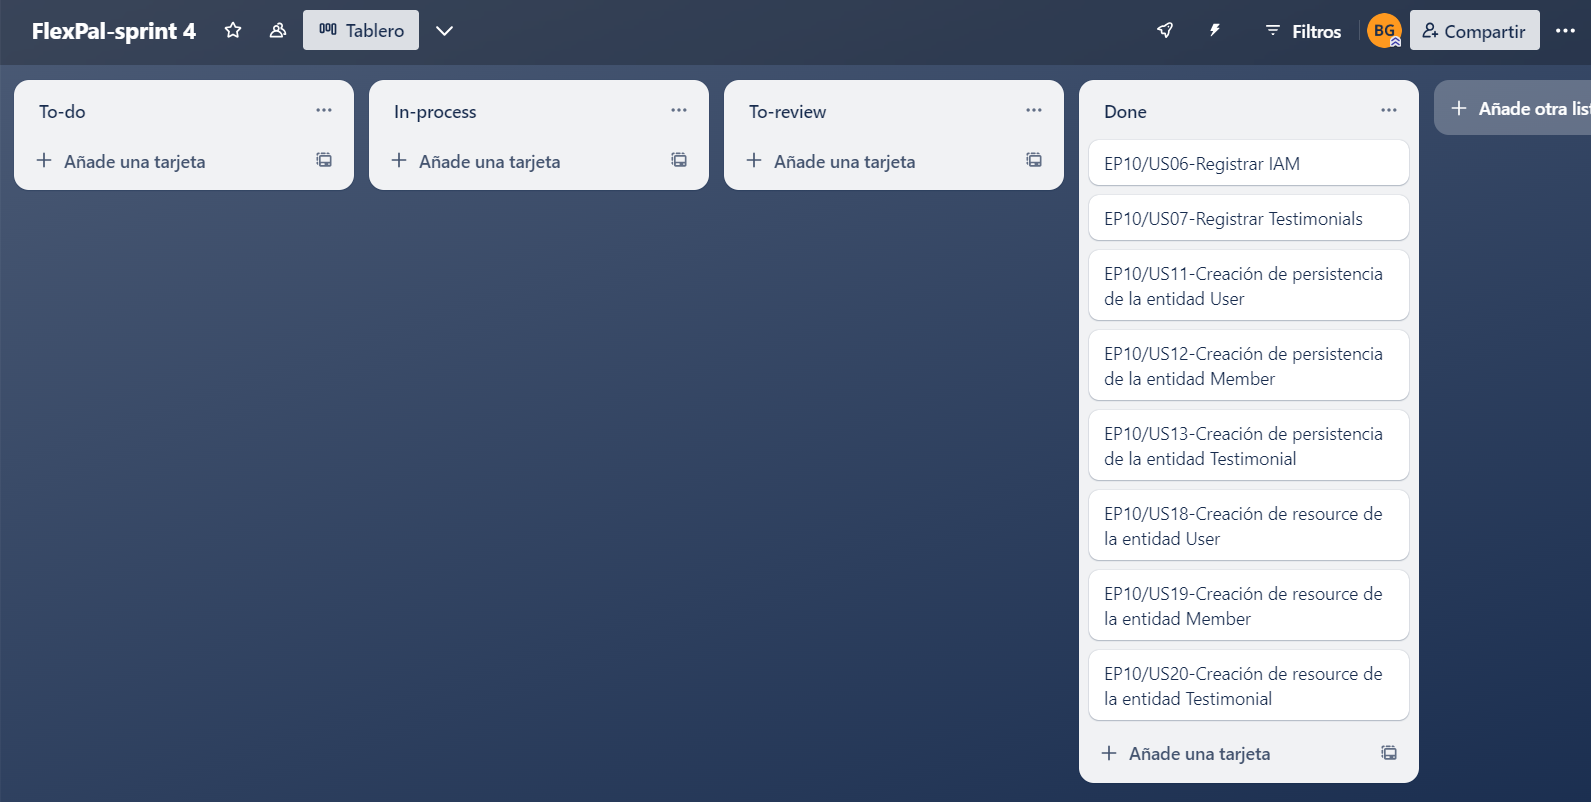 FlexPal-sprint 4
Tablero
Filtros
BG
Compartir
To-do
Añade una tarjeta
In-process
Añade una tarjeta
To-review
Añade una tarjeta
Done
EP10/US06-Registrar IAM
EP10/US07-Registrar Testimonials
EP10/US11-Creación de persistencia
de la entidad User
EP10/US12-Creación de persistencia
de la entidad Member
EP10/US13-Creación de persistencia
de la entidad Testimonial
EP10/US18-Creación de resource de
la entidad User
EP10/US19-Creación de resource de
la entidad Member
EP10/US20-Creación de resource de
la entidad Testimonial
Añade una tarjeta
Añade otra lis